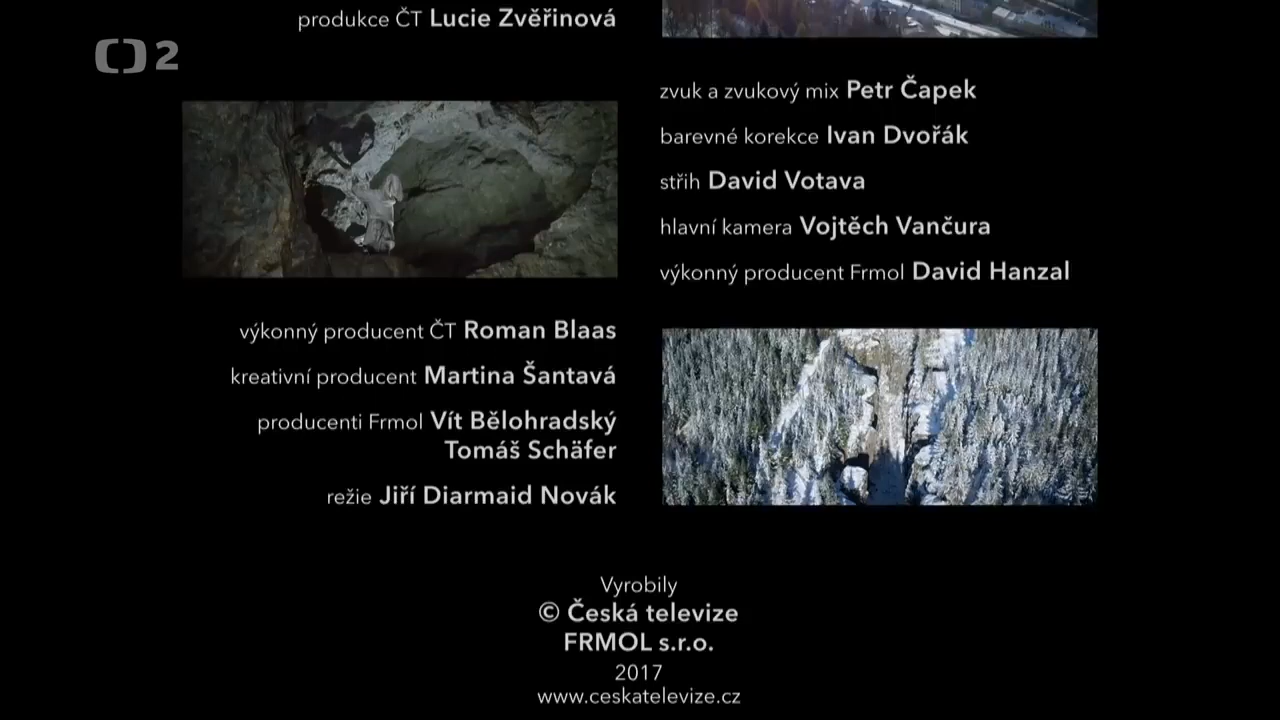 produkce ČT Lucie Zvěřinová
2
zvuk a zvukový mix Petr Čapek
barevné korekce Ivan Dvořák
střih David Votava
hlavní kamera Vojtěch Vančura
výkonný producent Frmol David Hanzal
výkonný producent ČT Roman Blaas
kreativní producent Martina Šantavá
producenti Frmol Vít Bělohradský
Tomáš Schäfer
režie Jiří Diarmaid Novák
Vyrobily
© Česká televize
FRMOL s.r.o.
2017
www.ceskatelevize.cz